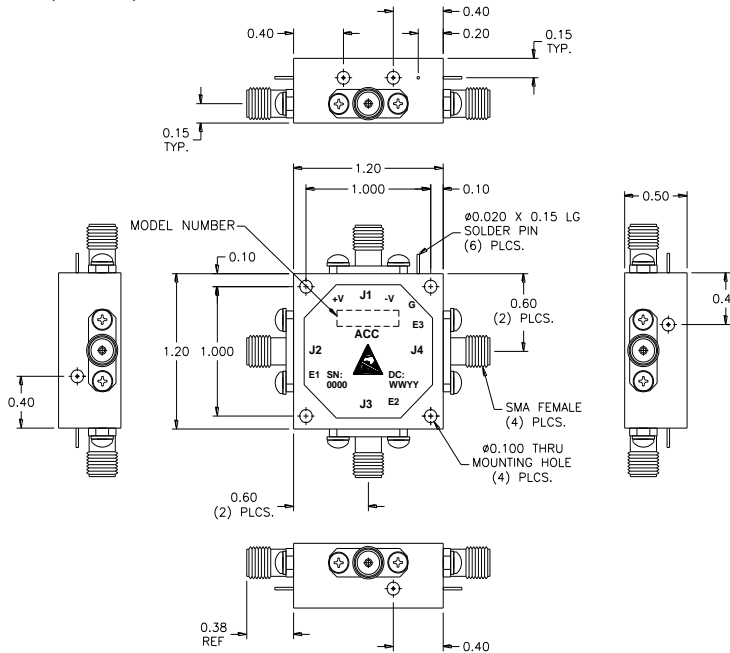 0.40
0.40
0.20
0.15
TYP.
0.15
TYP.
1.20
1.000
0.10
0.50
MODEL NUMBER
ø0.020 X 0.15 LG
SOLDER PIN
(6) PLCS.
0.10
0.60
(2) PLCS.
0.4
+V
J1
-V
G
E3
ACC
J2
J4
1.20
1.000
E1
SN:
0000
DC:
WWYY
J3
E2
0.40
SMA FEMALE
(4) PLCS.
ø0.100 THRU
MOUNTING HOLE
(4) PLCS.
0.60
(2) PLCS.
0.38
REF
0.40